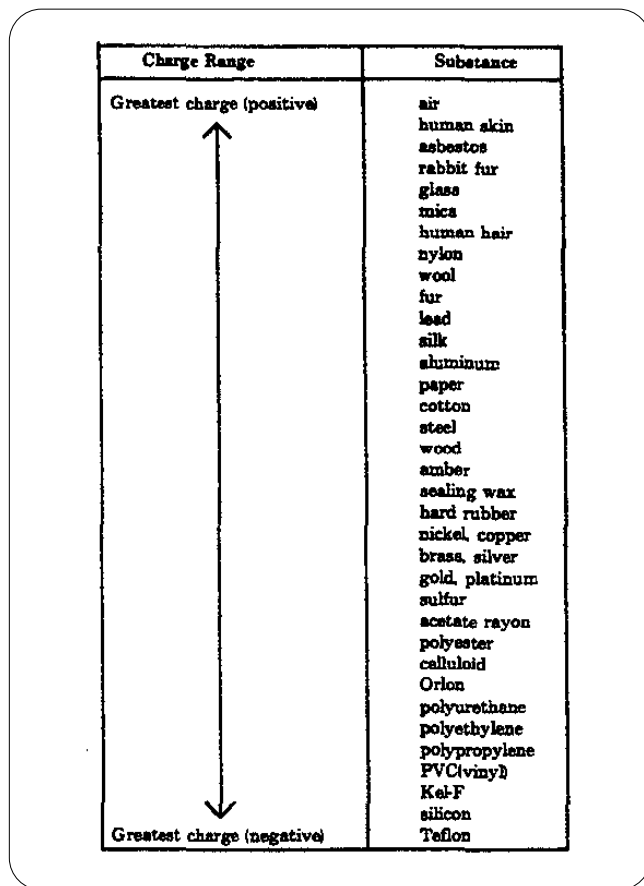 Charge Range Substance
Greatest charge (positive) air
human skin
asbestos
rabbit fur
glass
mica
human hair
nylon
wool
fur
lead
silk
aluminum
paper
cotton
steel
wood
amber
sealing wax
hard rubber
nickel, copper
brass, silver
gold, platinum
sulfur
acetate rayon
polyester
calluloid
Orlon
polyurethane
polyethylene
polypropylene
PVC(vinyl)
Kel-F
silicon
Greatest charge (negative) Teflon